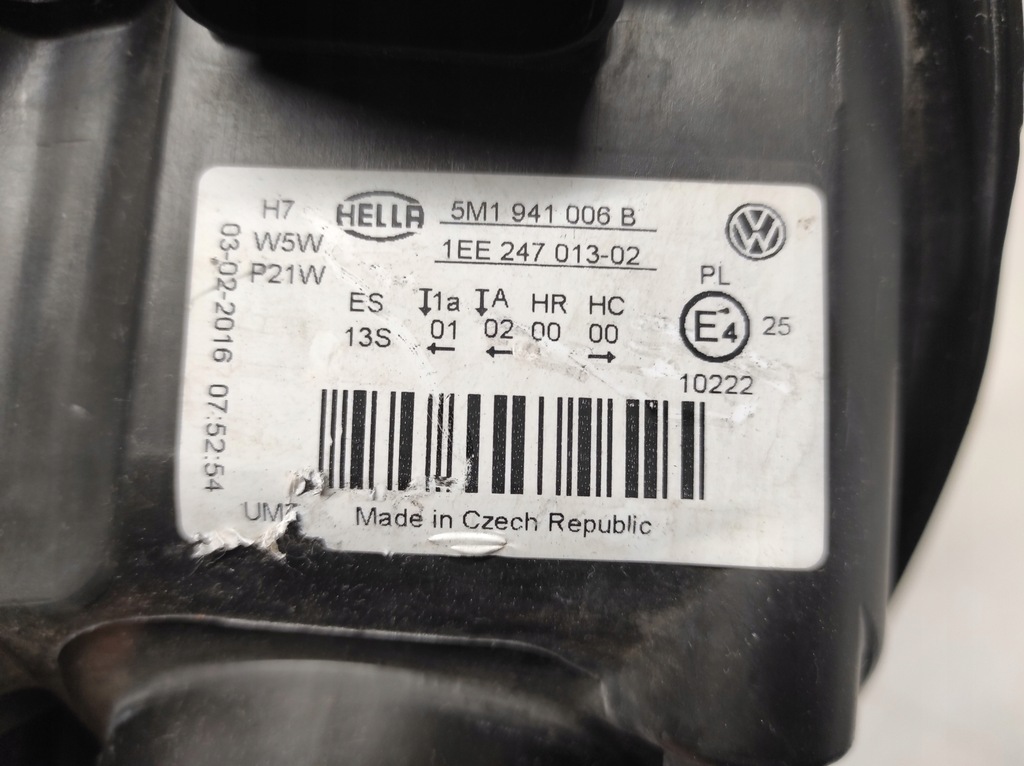 H7
W5W
P21W
HELLA
5M1 941 006 B
1EE 247 013-02
VW
03-02-2016 07:52:54
ES 1a A HR HC
13S 01 02 00 00
← ← →
PL
E4 25
10222
Made in Czech Republic